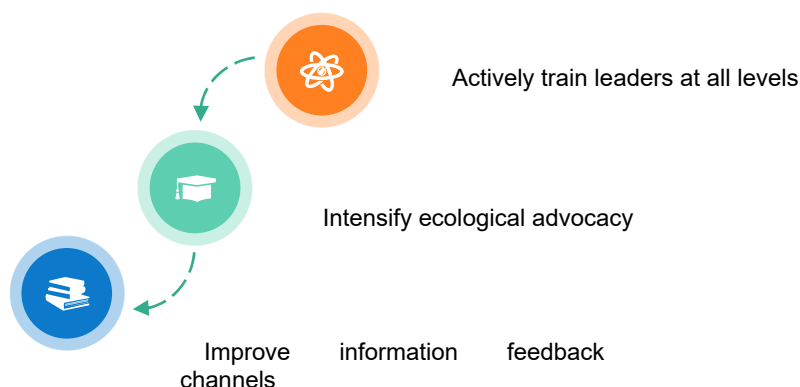 Actively train leaders at all levels
Intensify ecological advocacy
Improve information feedback
channels